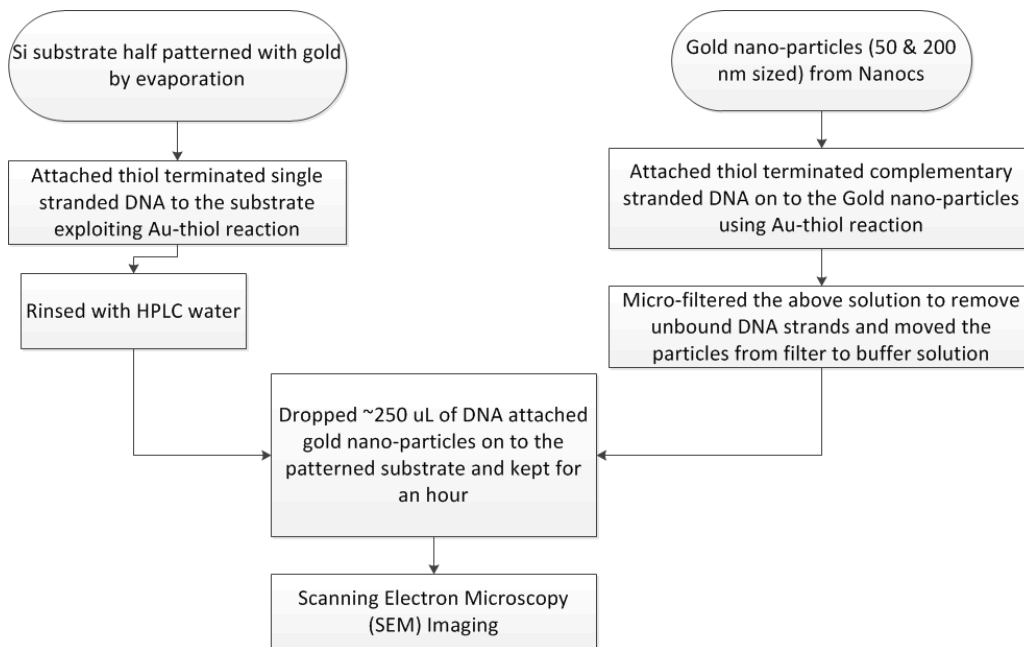 Si substrate half patterned with gold
by evaporation
Attached thiol terminated single
stranded DNA to the substrate
exploiting Au-thiol reaction
Rinsed with HPLC water
Gold nano-particles (50 & 200
nm sized) from Nanocs
Attached thiol terminated complementary
stranded DNA on to the Gold nano-particles
using Au-thiol reaction
Micro-filtered the above solution to remove
unbound DNA strands and moved the
particles from filter to buffer solution
Dropped ~250 uL of DNA attached
gold nano-particles on to the
patterned substrate and kept for
an hour
Scanning Electron Microscopy
(SEM) Imaging